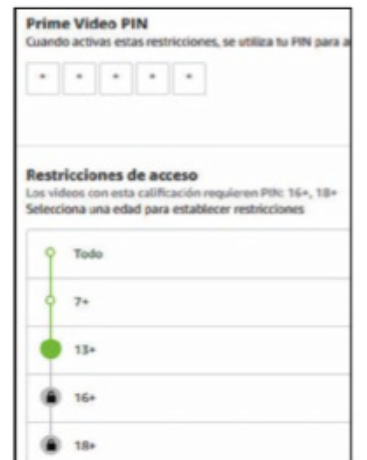 Prime Video PIN
Cuando activas estas restricciones, se utiliza tu PIN para a
* * * * *
Restricciones de acceso
Los videos con esta calificación requieren PIN: 16+, 18+
Selecciona una edad para establecer restricciones
Todo
7+
13+
16+
18+